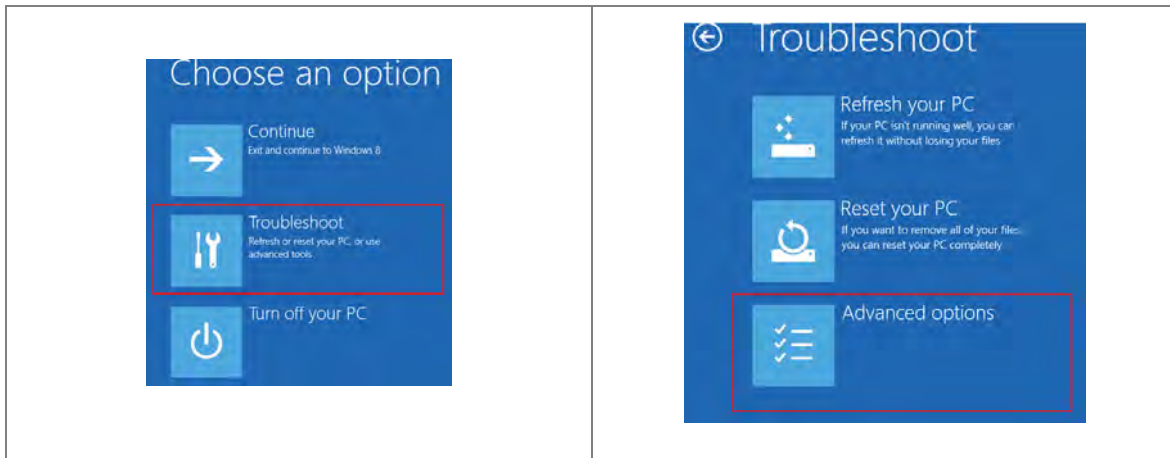 Choose an option
Continue
Exit and continue to Windows 8
Troubleshoot
Refresh or reset your PC, or use
advanced tools
Turn off your PC
Troubleshoot
Refresh your PC
If your PC isn't running well, you can
refresh it without losing your files
Reset your PC
If you want to remove all of your files,
you can reset your PC completely
Advanced options